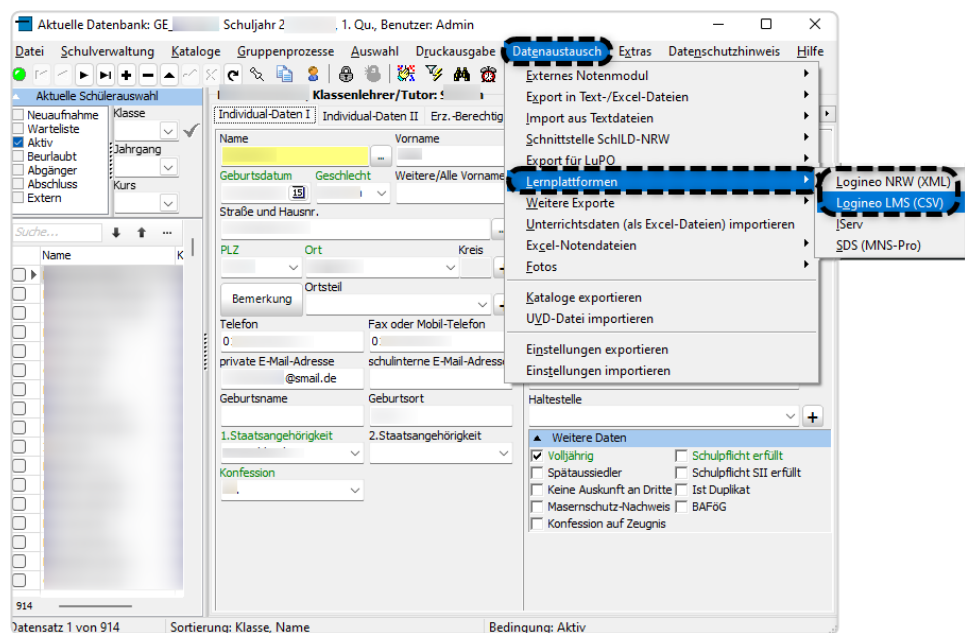 Aktuelle Datenbank: GE_ Schuljahr 2 , 1. Qu., Benutzer: Admin
Datei Schulverwaltung Kataloge Gruppenprozesse Auswahl Druckausgabe Datenaustausch Extras Datenschutzhinweis Hilfe
Aktuelle Schülerauswahl
Neuaufnahme
Warteliste
Aktiv
Beurlaubt
Abgänger
Abschluss
Extern
Klasse
Jahrgang
Kurs
Suche...
...
Name K
914
Klassenlehrer/Tutor: S
Individual-Daten I Individual-Daten II Erz.-Berechtig
Name Vorname
...
Geburtsdatum Geschlecht Weitere/Alle Vorname
15
Straße und Hausnr.
PLZ Ort Kreis
Bemerkung Ortsteil
Telefon Fax oder Mobil-Telefon
0 0
private E-Mail-Adresse schulinterne E-Mail-Adresse
@smail.de
Geburtsname Geburtsort
1.Staatsangehörigkeit 2.Staatsangehörigkeit
Konfession
Externes Notenmodul
Export in Text-/Excel-Dateien
Import aus Textdateien
Schnittstelle SchILD-NRW
Export für LuPO
Lernplattformen
Weitere Exporte
Unterrichtsdaten (als Excel-Dateien) importieren
Excel-Notendateien
Fotos
Kataloge exportieren
UVD-Datei importieren
Einstellungen exportieren
Einstellungen importieren
Logineo NRW (XML)
Logineo LMS (CSV)
IServ
SDS (MNS-Pro)
Haltestelle
Weitere Daten
Volljährig Schulpflicht erfüllt
Spätaussiedler Schulpflicht SII erfüllt
Keine Auskunft an Dritte Ist Duplikat
Masernschutz-Nachweis BAFöG
Konfession auf Zeugnis
Datensatz 1 von 914 Sortierung: Klasse, Name Bedingung: Aktiv